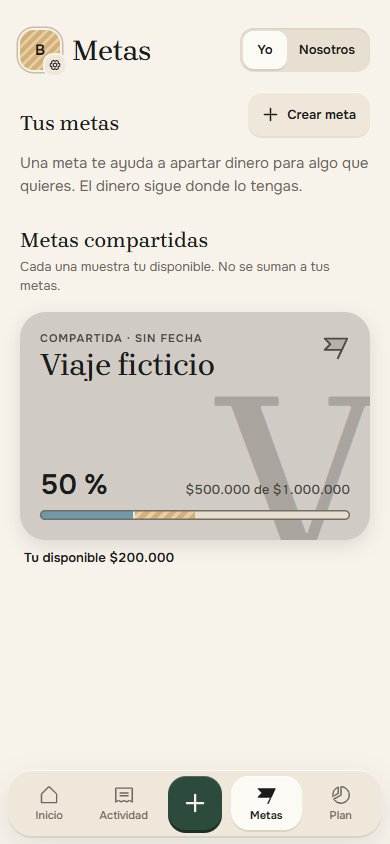 B
Metas
Yo
Nosotros
Tus metas
Crear meta
Una meta te ayuda a apartar dinero para algo que
quieres. El dinero sigue donde lo tengas.
Metas compartidas
Cada una muestra tu disponible. No se suman a tus
metas.
COMPARTIDA · SIN FECHA
Viaje ficticio
V
50 %
$500.000 de $1.000.000
Tu disponible $200.000
Inicio
Actividad
Metas
Plan